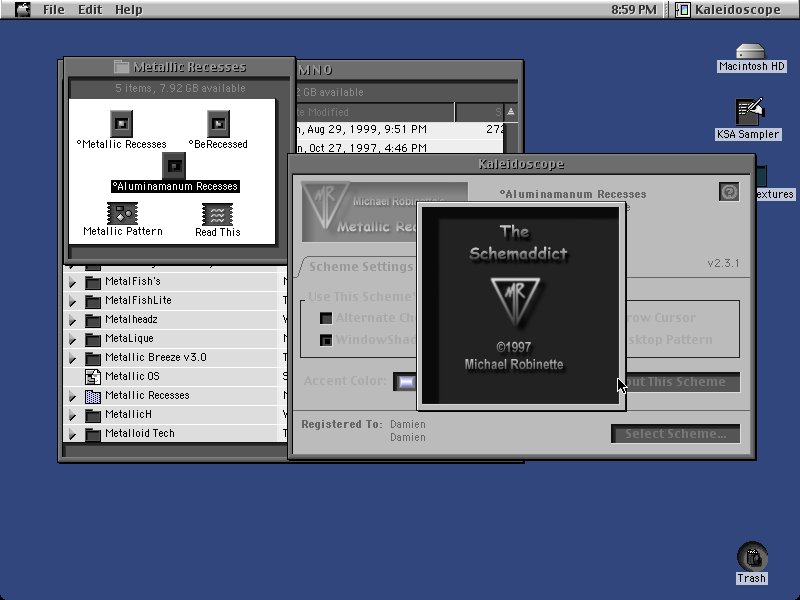 File Edit Help
8:59 PM
Kaleidoscope
Macintosh HD
KSA Sampler
extures
Trash
Metallic Recesses
5 items, 7.92 GB available
°Metallic Recesses
°BeRecessed
°Aluminamanum Recesses
Metallic Pattern
Read This
MNO
2 GB available
te Modified
S
n, Aug 29, 1999, 9:51 PM
272
n, Oct 27, 1997, 4:46 PM
MetalFish's
MetalFishLite
Metalheadz
MetaLique
Metallic Breeze v3.0
Metallic OS
Metallic Recesses
MetallicH
Metalloid Tech
Kaleidoscope
MR
Michael Robinette's
Metallic Rec
°Aluminamanum Recesses
v2.3.1
Scheme Settings
Use This Scheme's
Alternate Ch
WindowShad
row Cursor
sktop Pattern
Accent Color:
out This Scheme
Registered To: Damien
Damien
Select Scheme...
The
Schemaddict
MR
©1997
Michael Robinette